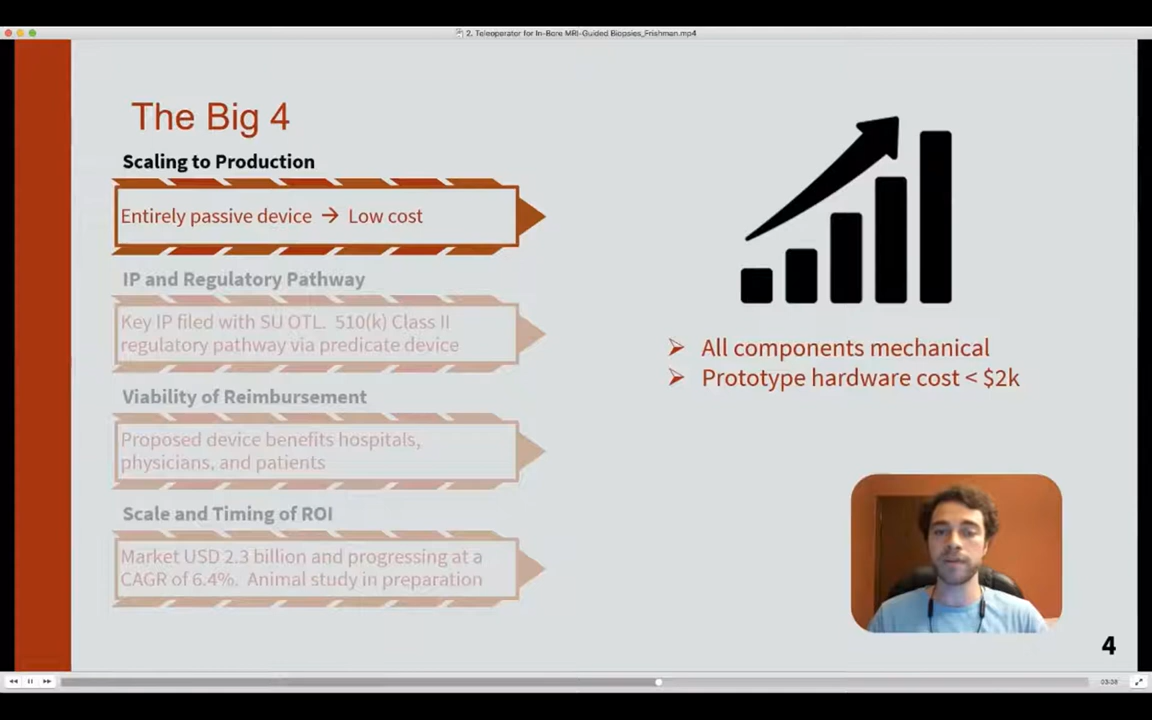 2. Teleoperator for In-Bore MRI-Guided Biopsies_Frishman.mp4
The Big 4
Scaling to Production
Entirely passive device → Low cost
IP and Regulatory Pathway
Key IP filed with SU OTL. 510(k) Class II
regulatory pathway via predicate device
Viability of Reimbursement
Proposed device benefits hospitals,
physicians, and patients
Scale and Timing of ROI
Market USD 2.3 billion and progressing at a
CAGR of 6.4%. Animal study in preparation
➢ All components mechanical
➢ Prototype hardware cost < $2k
4
03:38